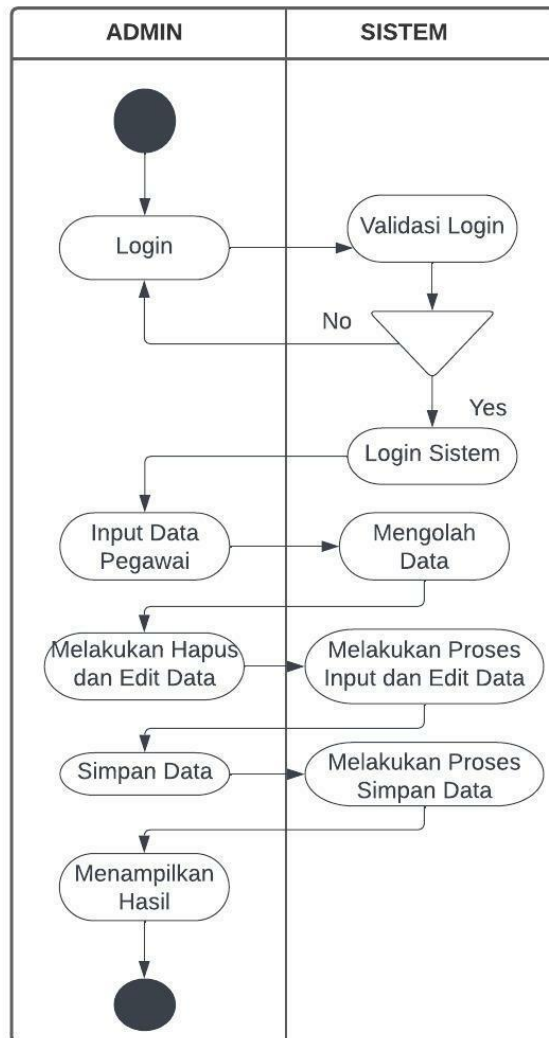 ADMIN
SISTEM
Login
Validasi Login
No
Yes
Login Sistem
Input Data
Pegawai
Mengolah
Data
Melakukan Hapus
dan Edit Data
Melakukan Proses
Input dan Edit Data
Simpan Data
Melakukan Proses
Simpan Data
Menampilkan
Hasil